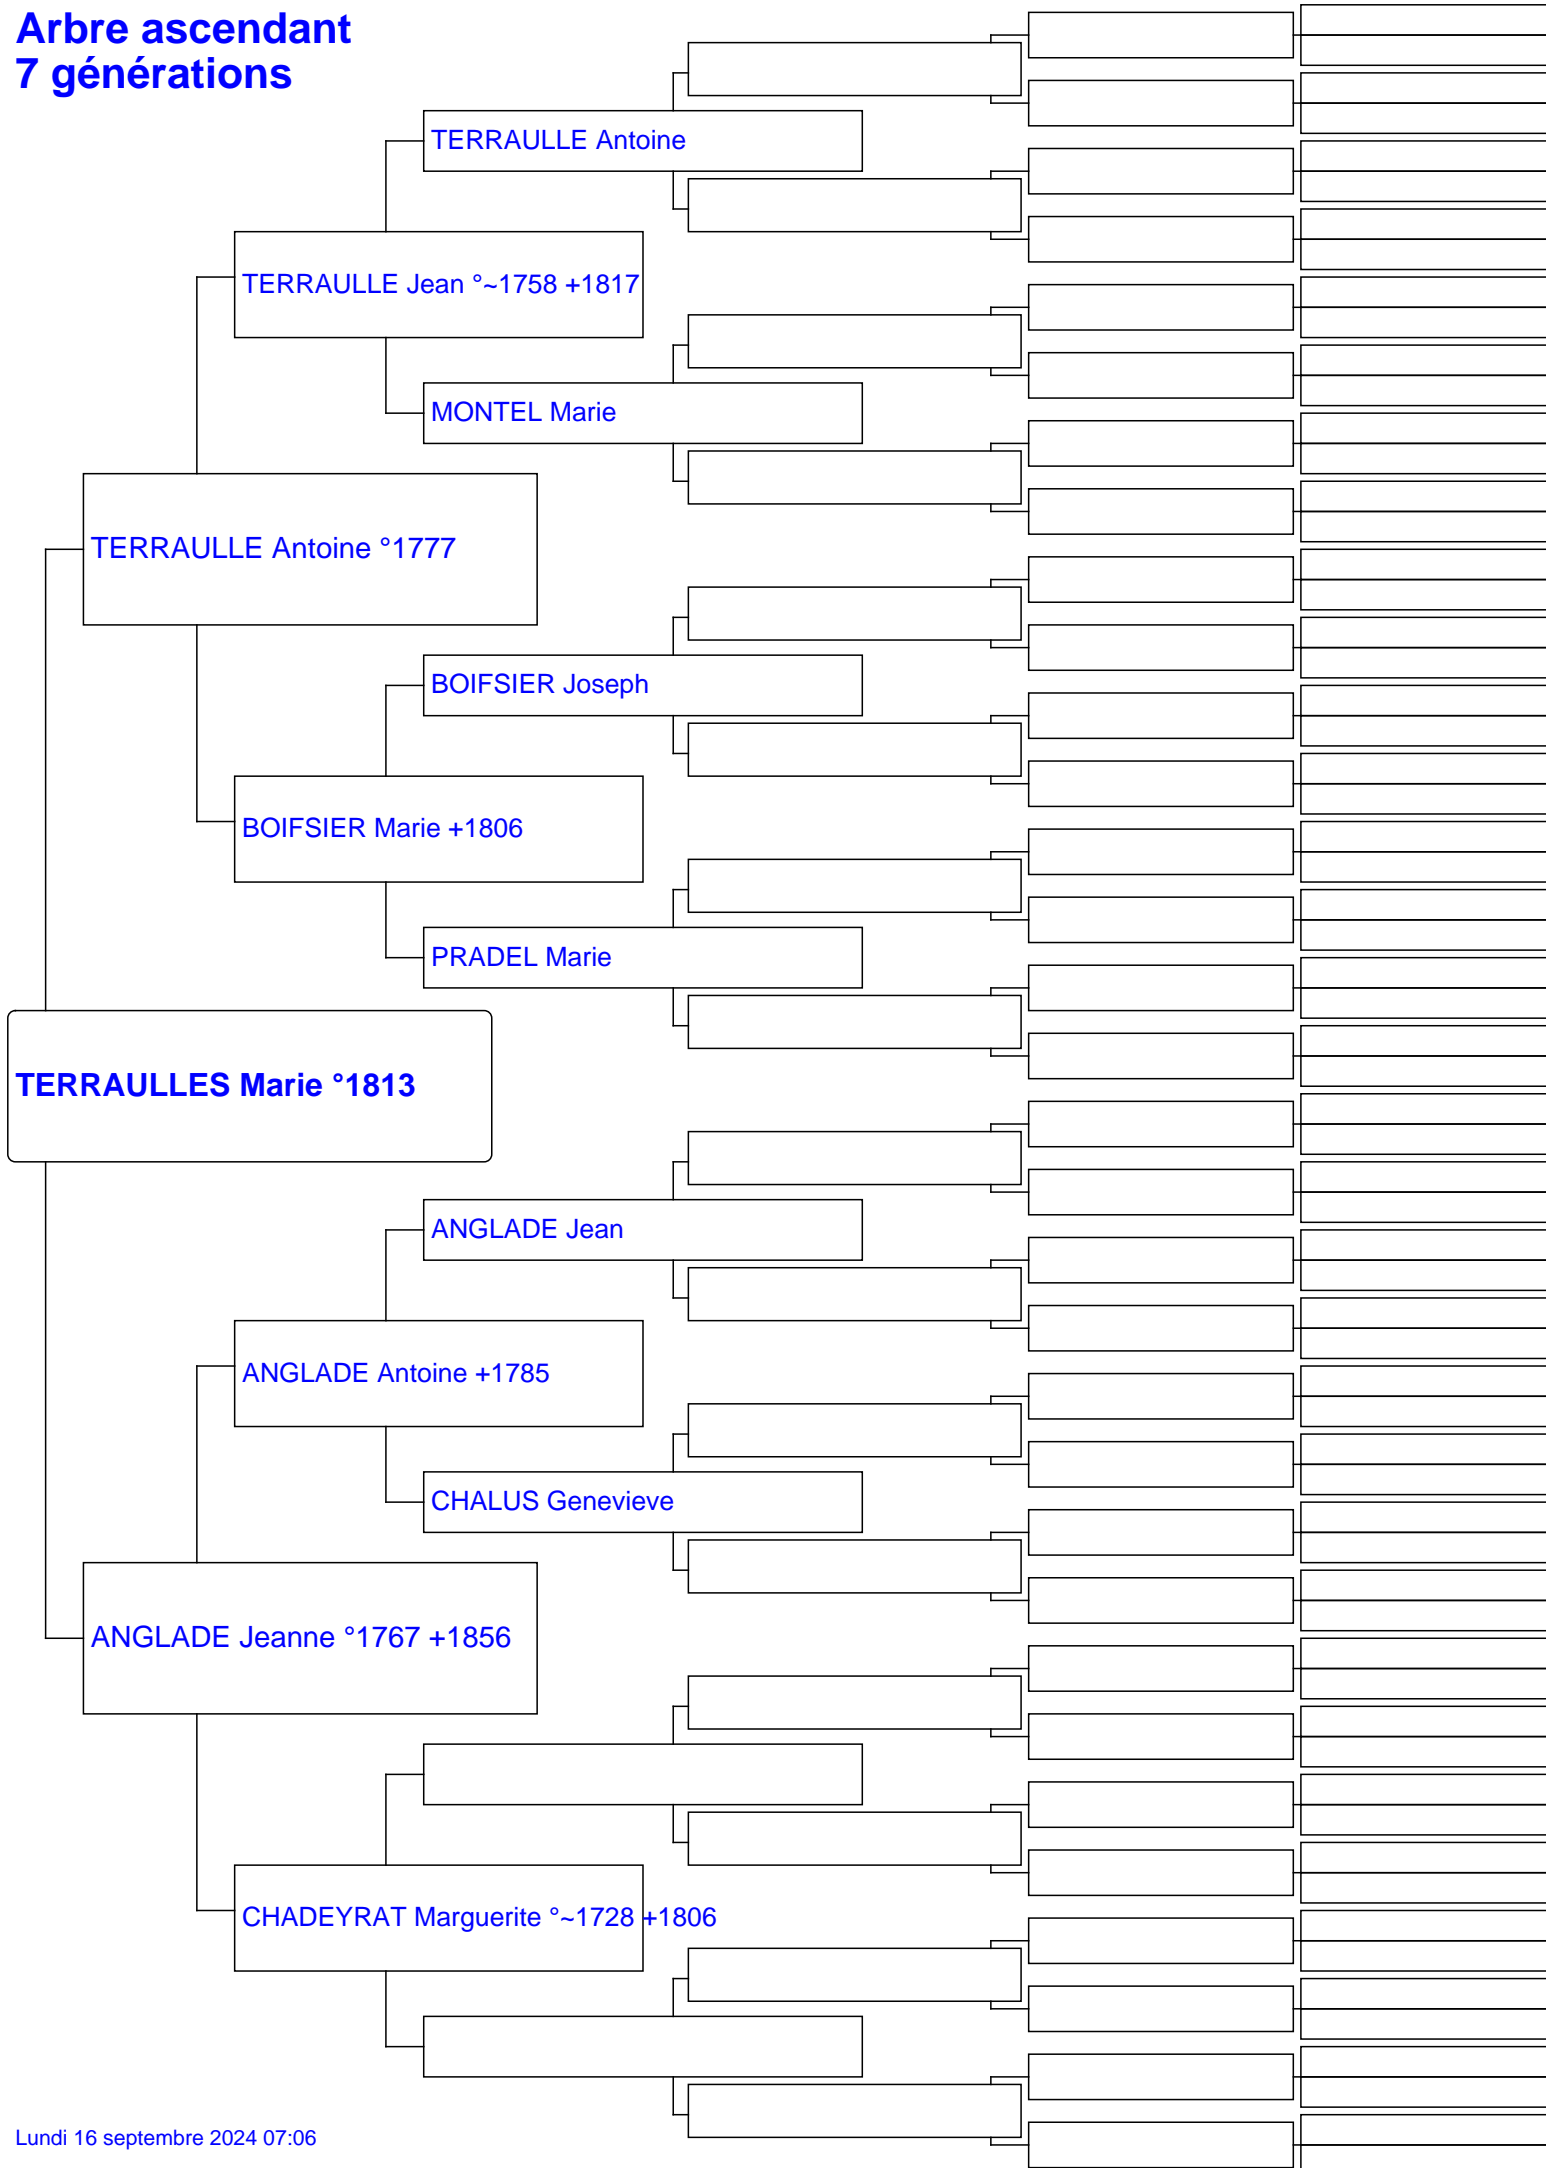 Arbre ascendant
7 générations
TERRAULLE Antoine
TERRAULLE Jean °~1758 +1817
MONTEL Marie
TERRAULLE Antoine °1777
BOIFSIER Joseph
BOIFSIER Marie +1806
PRADEL Marie
TERRAULLES Marie °1813
ANGLADE Jean
ANGLADE Antoine +1785
CHALUS Genevieve
ANGLADE Jeanne °1767 +1856
CHADEYRAT Marguerite °~1728 +1806
Lundi 16 septembre 2024 07:06